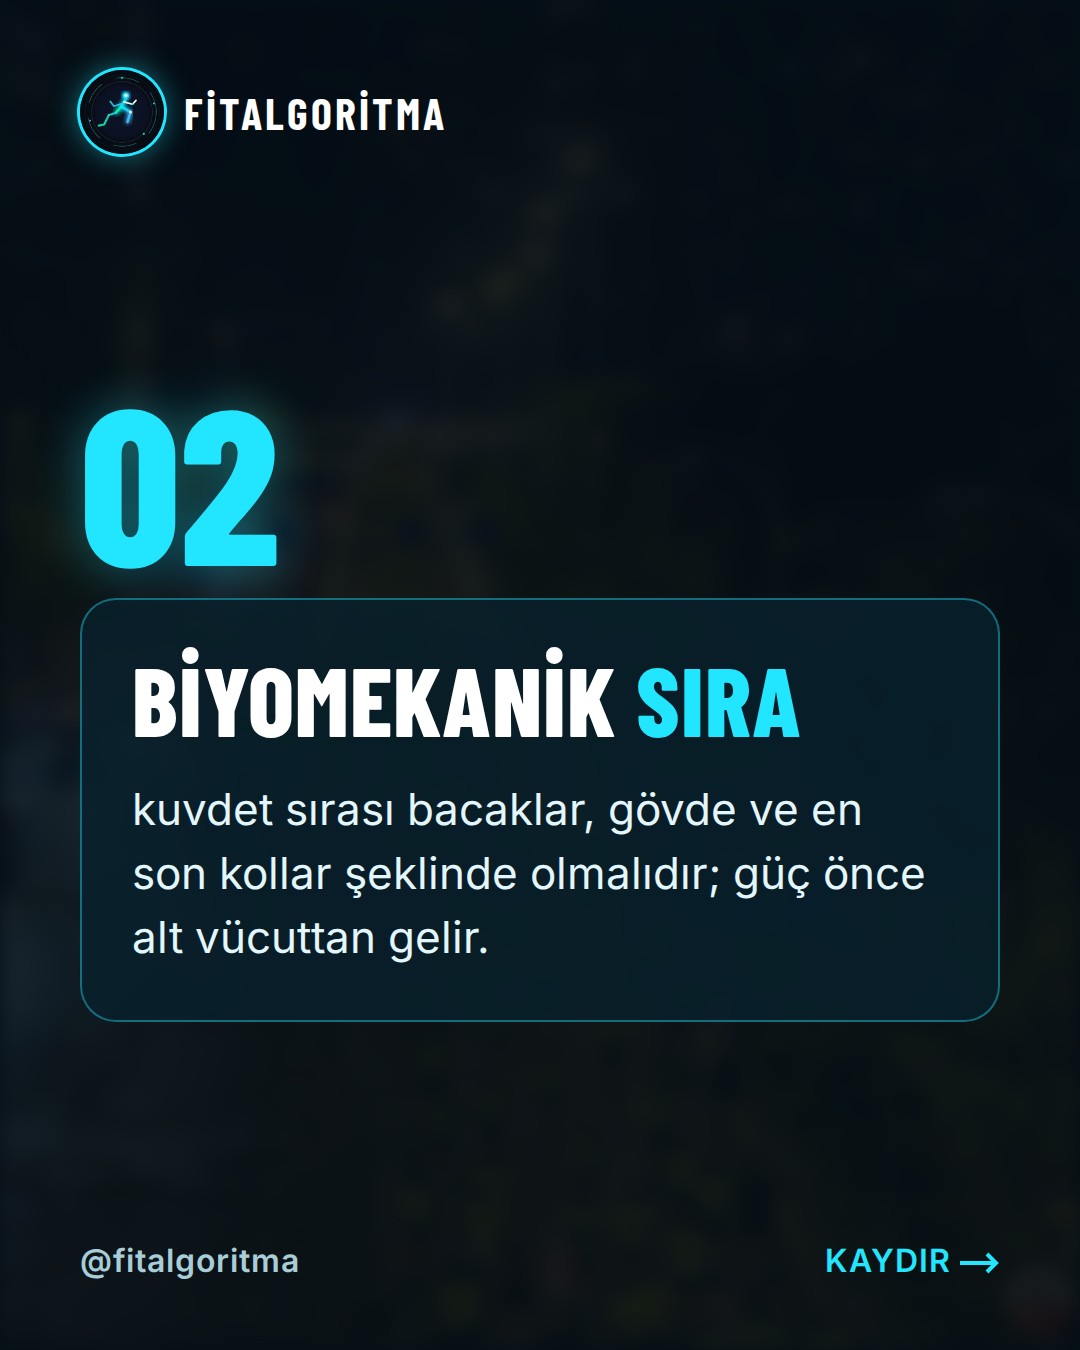 FİTALGORİTMA
02
BİYOMEKANİK SIRA
kuvdet sırası bacaklar, gövde ve en
son kollar şeklinde olmalıdır; güç önce
alt vücuttan gelir.
@fitalgoritma
KAYDIR →